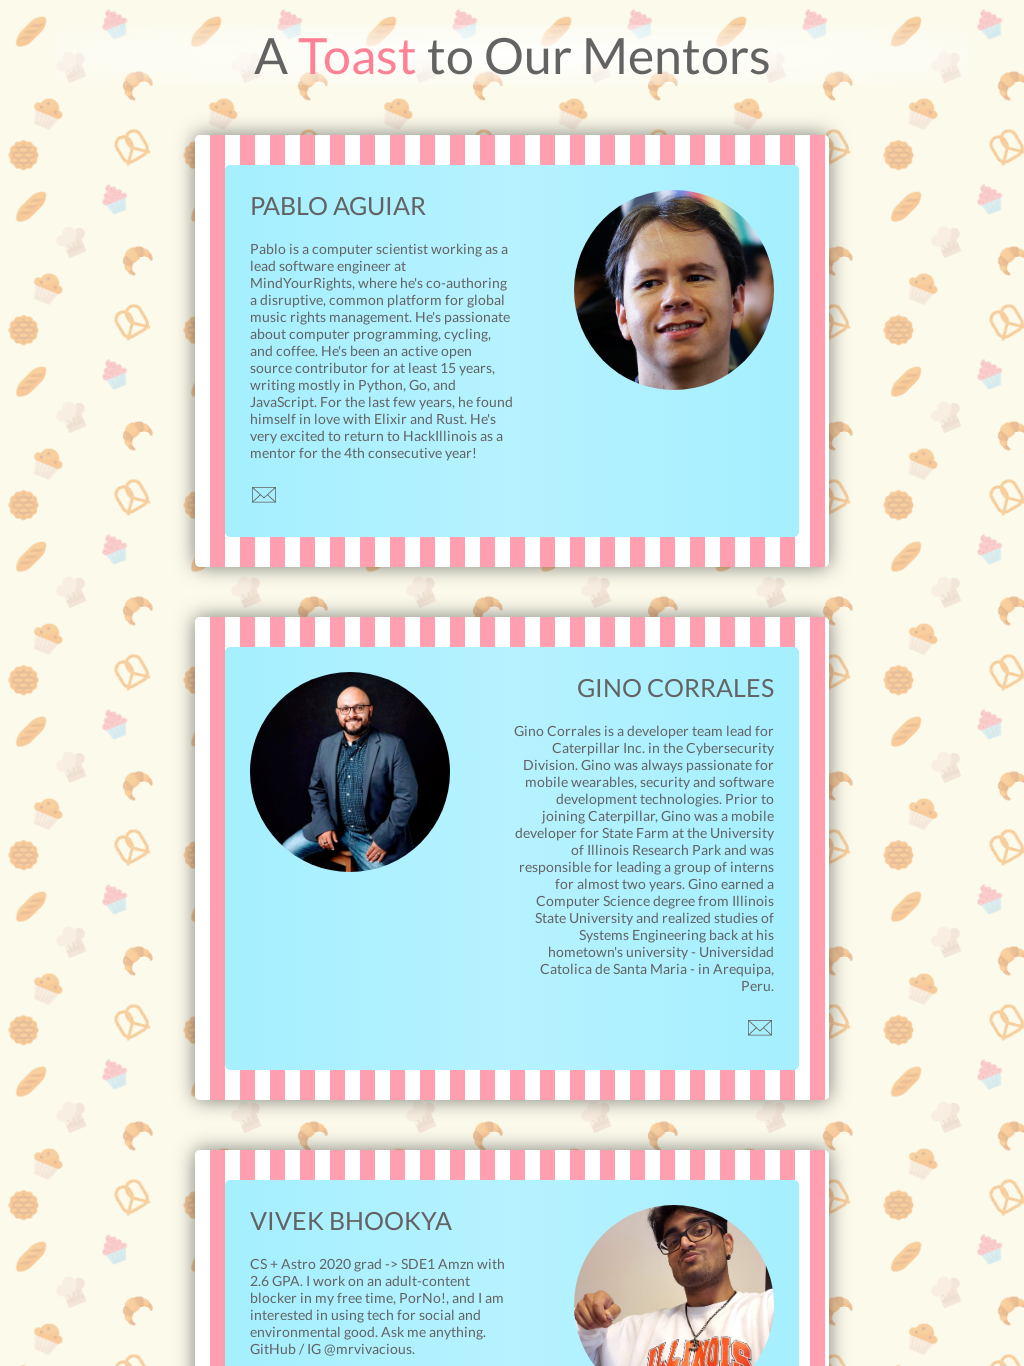 A Toast to Our Mentors
PABLO AGUIAR
Pablo is a computer scientist working as a
lead software engineer at
MindYourRights, where he's co-authoring
a disruptive, common platform for global
music rights management. He's passionate
about computer programming, cycling,
and coffee. He's been an active open
source contributor for at least 15 years,
writing mostly in Python, Go, and
JavaScript. For the last few years, he found
himself in love with Elixir and Rust. He's
very excited to return to HackIllinois as a
mentor for the 4th consecutive year!
GINO CORRALES
Gino Corrales is a developer team lead for
Caterpillar Inc. in the Cybersecurity
Division. Gino was always passionate for
mobile wearables, security and software
development technologies. Prior to
joining Caterpillar, Gino was a mobile
developer for State Farm at the University
of Illinois Research Park and was
responsible for leading a group of interns
for almost two years. Gino earned a
Computer Science degree from Illinois
State University and realized studies of
Systems Engineering back at his
hometown's university - Universidad
Catolica de Santa Maria - in Arequipa,
Peru.
VIVEK BHOOKYA
CS + Astro 2020 grad -> SDE1 Amzn with
2.6 GPA. I work on an adult-content
blocker in my free time, PorNo!, and I am
interested in using tech for social and
environmental good. Ask me anything.
GitHub / IG @mrvivacious.
ILLINOIS